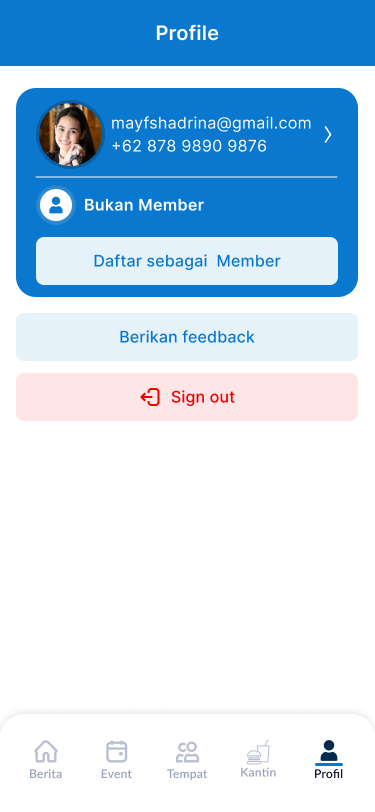 Profile
mayfshadrina@gmail.com
+62 878 9890 9876
Bukan Member
Daftar sebagai  Member
Berikan feedback
Sign out
Berita
Event
Tempat
Kantin
Profil